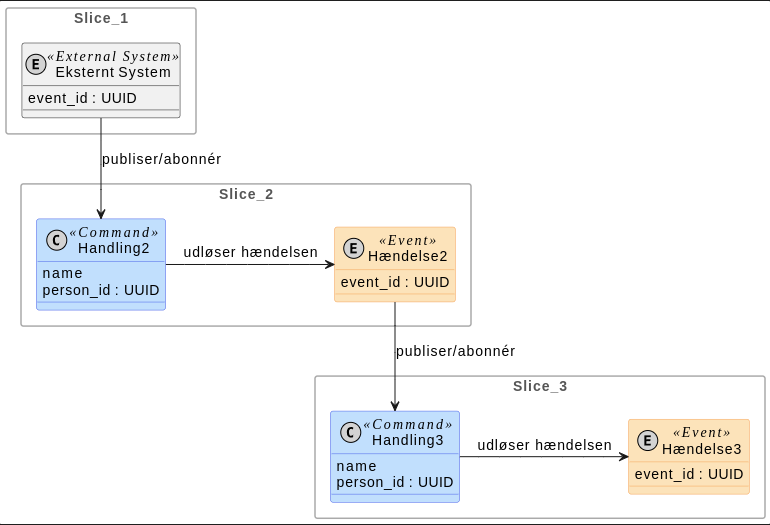 Slice_1
E
«External System»
Eksternt System
event_id : UUID
publiser/abonnér
Slice_2
C
«Command»
Handling2
name
person_id : UUID
udløser hændelsen
E
«Event»
Hændelse2
event_id : UUID
publiser/abonnér
Slice_3
C
«Command»
Handling3
name
person_id : UUID
udløser hændelsen
E
«Event»
Hændelse3
event_id : UUID